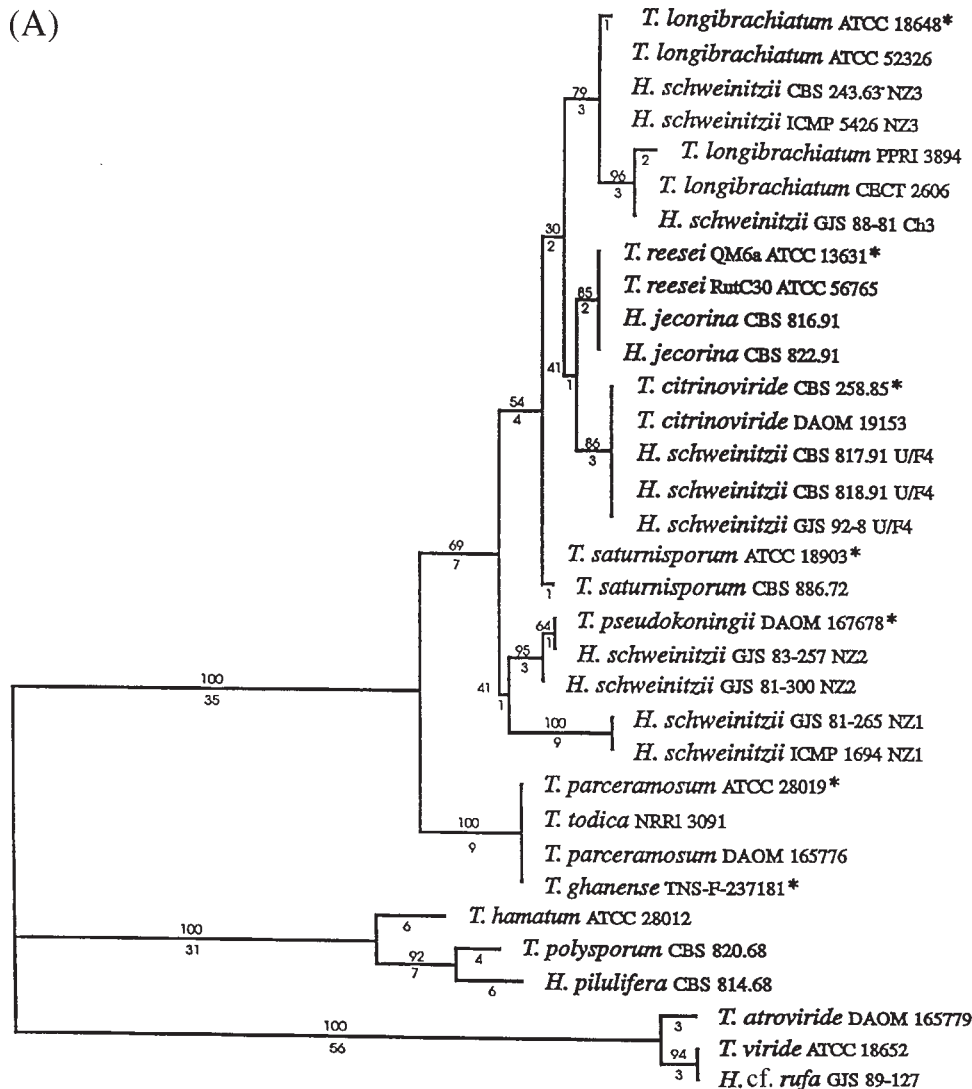 (A)
T. longibrachiatum ATCC 18648*
1
T. longibrachiatum ATCC 52326
H. schweinitzii CBS 243.63 NZ3
79
3
H. schweinitzii ICMP 5426 NZ3
T. longibrachiatum PPRI 3894
2
96
3
T. longibrachiatum CECT 2606
H. schweinitzii GJS 88-81 Ch3
30
2
T. reesei QM6a ATCC 13631*
T. reesei RutC30 ATCC 56765
85
2
H. jecorina CBS 816.91
H. jecorina CBS 822.91
41
1
T. citrinoviride CBS 258.85*
54
4
T. citrinoviride DAOM 19153
H. schweinitzii CBS 817.91 U/F4
86
3
H. schweinitzii CBS 818.91 U/F4
H. schweinitzii GJS 92-8 U/F4
69
7
T. saturnisporum ATCC 18903*
T. saturnisporum CBS 886.72
1
T. pseudokoningii DAOM 167678*
64
1
H. schweinitzii GJS 83-257 NZ2
95
3
H. schweinitzii GJS 81-300 NZ2
41
1
100
35
H. schweinitzii GJS 81-265 NZ1
100
9
H. schweinitzii ICMP 1694 NZ1
T. parceramosum ATCC 28019*
T. todica NRRI 3091
100
9
T. parceramosum DAOM 165776
T. ghanense TNS-F-237181*
T. hamatum ATCC 28012
6
100
31
T. polysporum CBS 820.68
4
92
7
H. pilulifera CBS 814.68
6
T. atroviride DAOM 165779
3
100
56
T. viride ATCC 18652
94
3
H. cf. rufa GJS 89-127